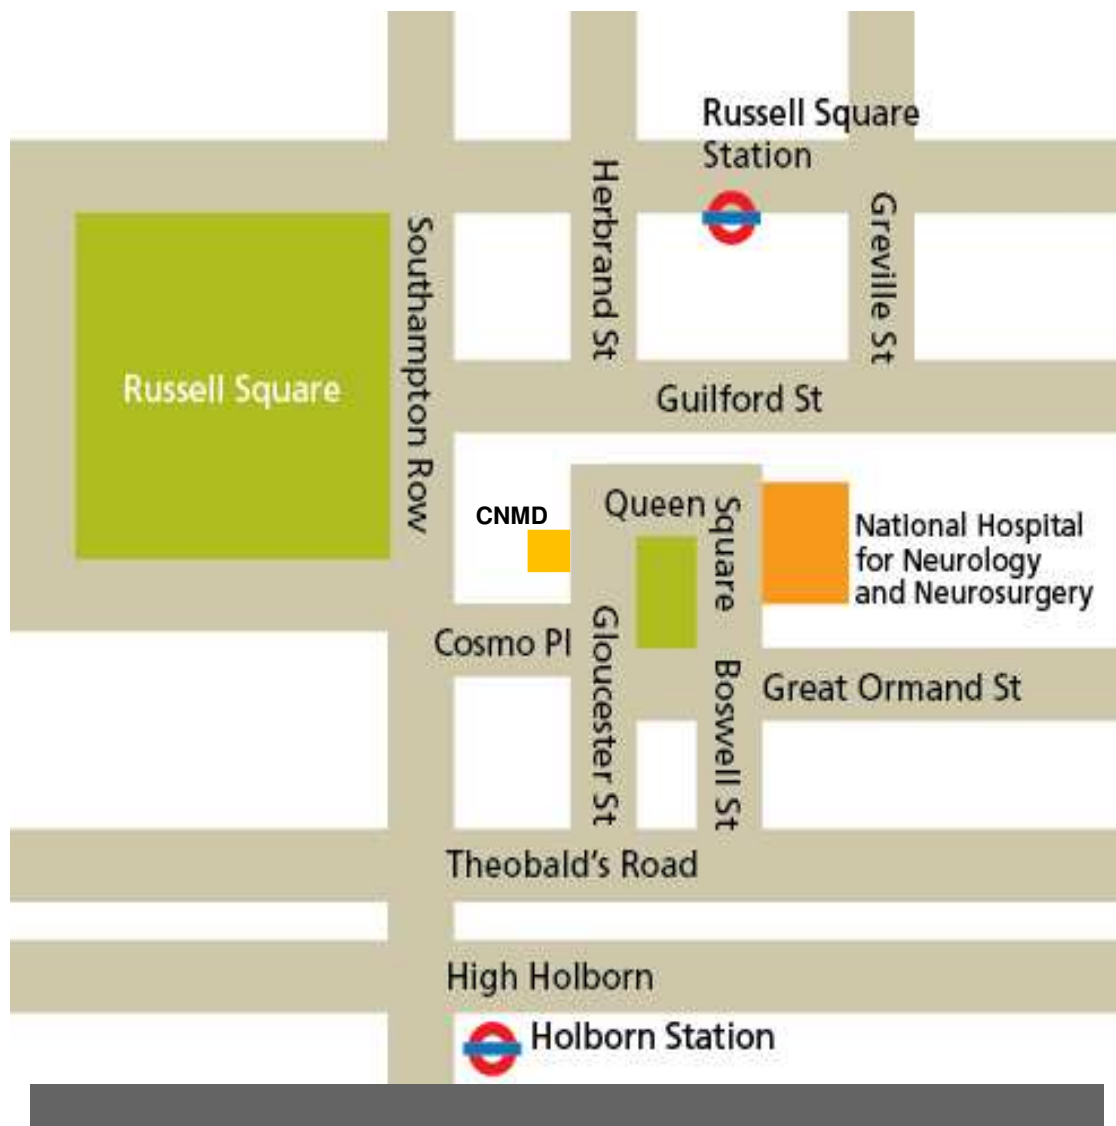 Russell Square
Station
Herbrand St
Greville St
Southampton Row
Russell Square
Guilford St
CNMD
Queen
Square
National Hospital
for Neurology
and Neurosurgery
Cosmo Pl
Gloucester St
Boswell St
Great Ormand St
Theobald's Road
High Holborn
Holborn Station